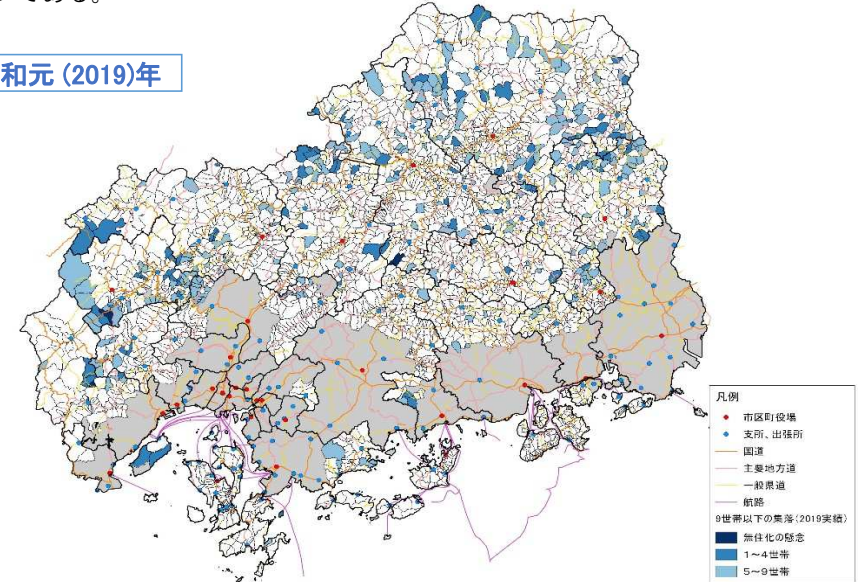 である。
和元 (2019)年
凡例
市区町役場
支所、出張所
国道
主要地方道
一般県道
航路
9世帯以下の集落(2019実績)
無住化の懸念
1~4世帯
5~9世帯